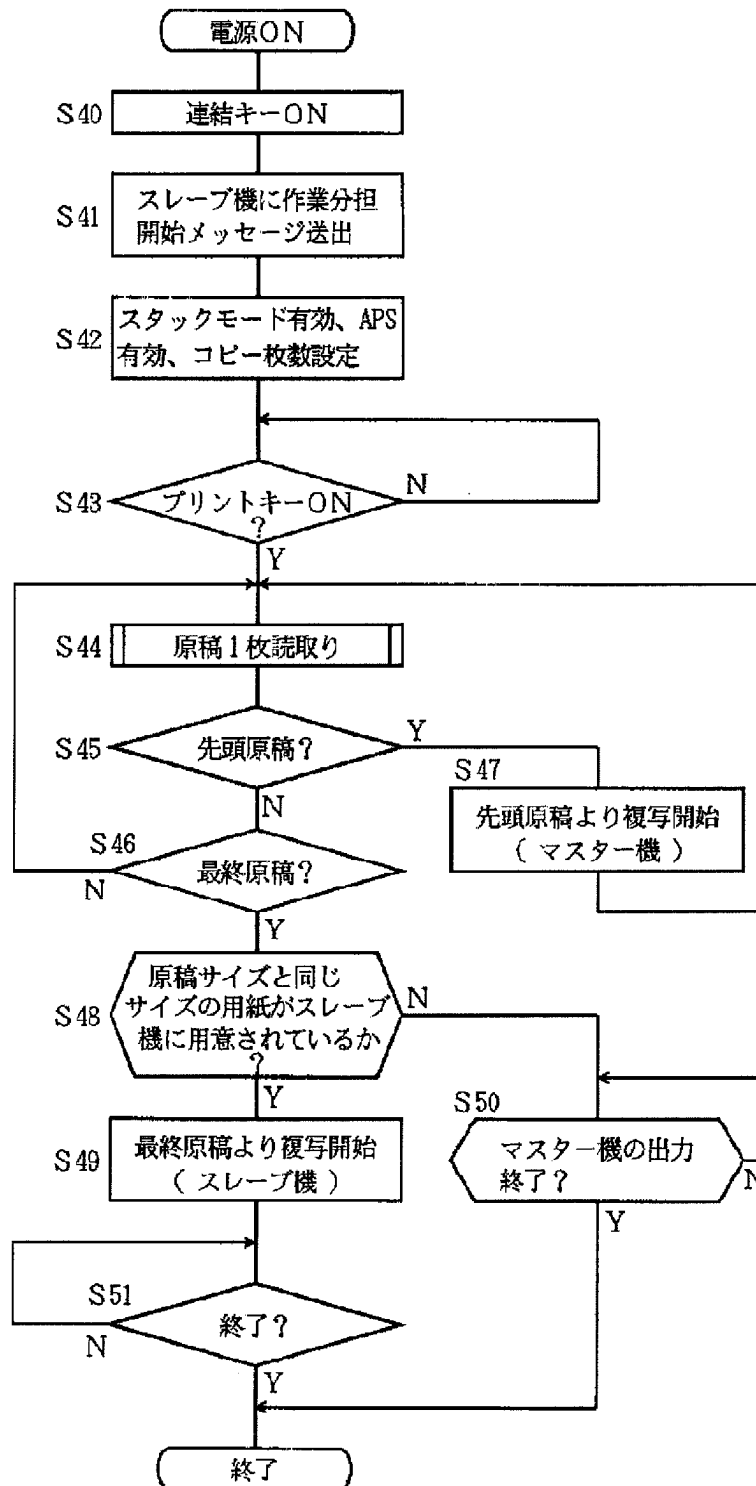 電源ON
S40
連結キーON
S41
スレーブ機に作業分担
開始メッセージ送出
S42
スタックモード有効、APS
有効、コピー枚数設定
S43
プリントキーON
?
N
Y
S44
原稿1枚読取り
S45
先頭原稿?
Y
N
S47
先頭原稿より複写開始
( マスター機 )
S46
最終原稿?
N
Y
S48
原稿サイズと同じ
サイズの用紙がスレーブ
機に用意されているか
?
N
Y
S49
最終原稿より複写開始
( スレーブ機 )
S50
マスター機の出力
終了?
N
Y
S51
終了?
N
Y
終了